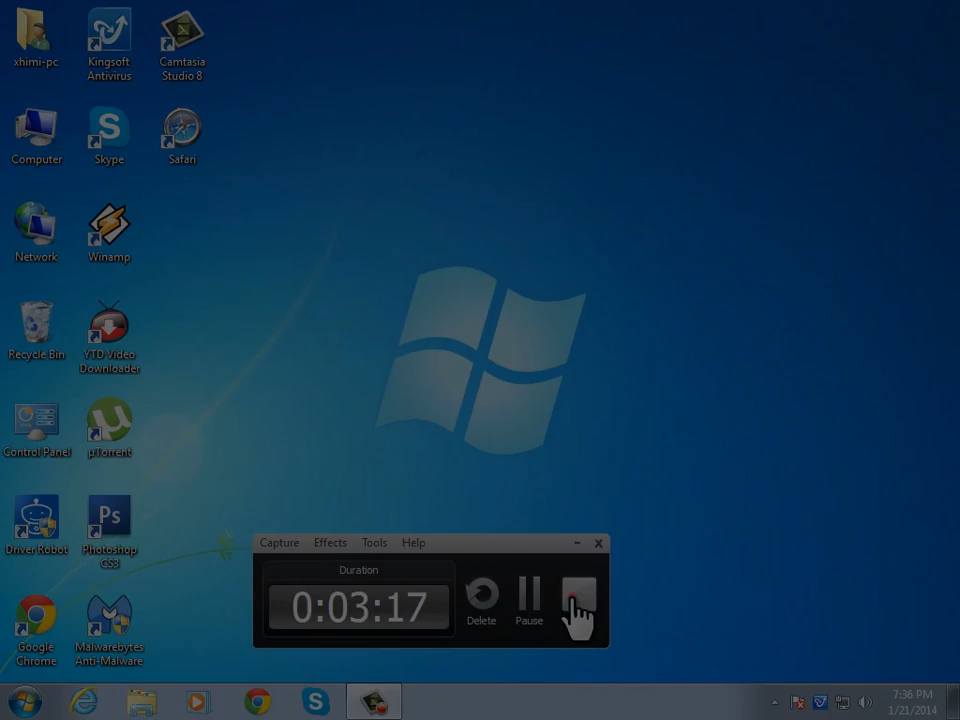 xhimi-pc
Kingsoft
Antivirus
Camtasia
Studio 8
Computer
Skype
Safari
Network
Winamp
Recycle Bin
YTD Video
Downloader
Control Panel
µTorrent
Driver Robot
Ps
Photoshop
CS3
Google
Chrome
Malwarebytes
Anti-Malware
Capture Effects Tools Help
Duration
0:03:17
Delete
Pause
7:36 PM
1/21/2014